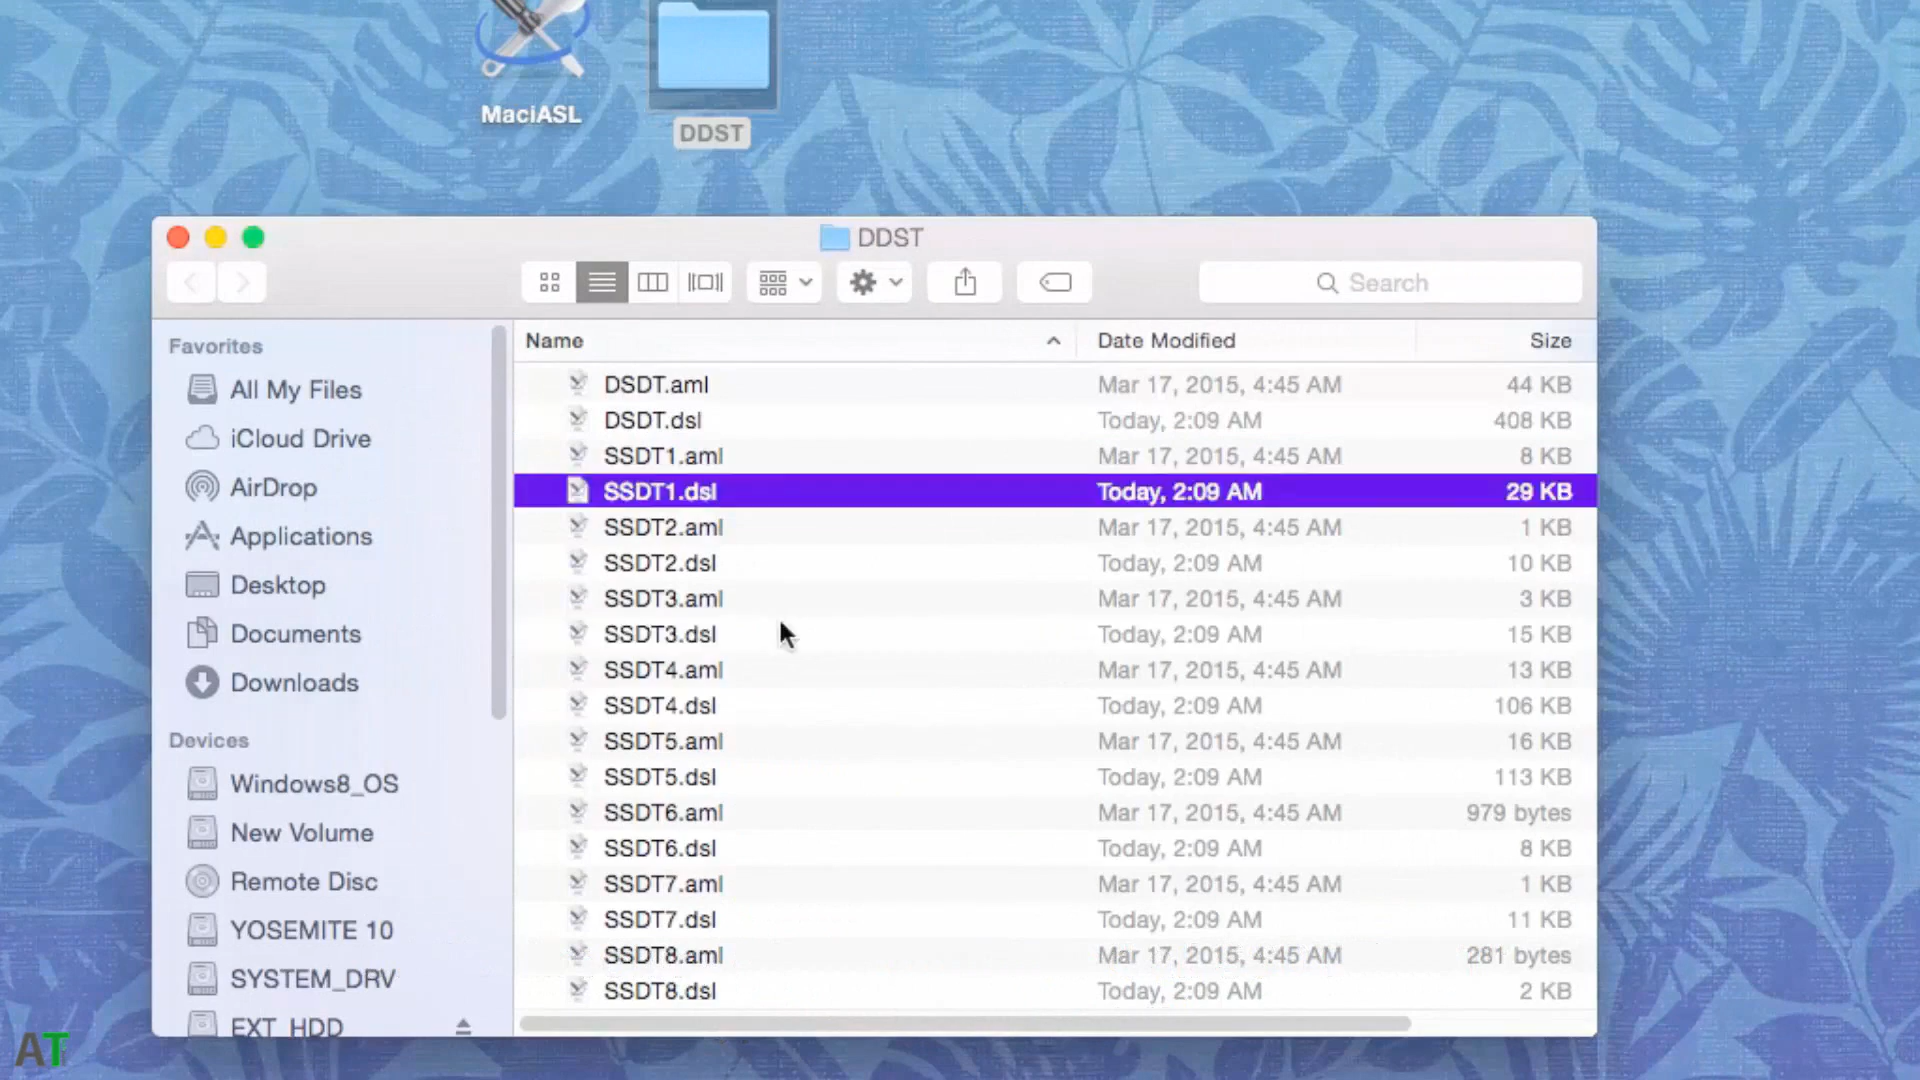 MaciASL
DDST
DDST
Search
Favorites
All My Files
iCloud Drive
AirDrop
Applications
Desktop
Documents
Downloads
Devices
Windows8_OS
New Volume
Remote Disc
YOSEMITE 10
SYSTEM_DRV
EXT_HDD
Name Date Modified Size
DSDT.aml Mar 17, 2015, 4:45 AM 44 KB
DSDT.dsl Today, 2:09 AM 408 KB
SSDT1.aml Mar 17, 2015, 4:45 AM 8 KB
SSDT1.dsl Today, 2:09 AM 29 KB
SSDT2.aml Mar 17, 2015, 4:45 AM 1 KB
SSDT2.dsl Today, 2:09 AM 10 KB
SSDT3.aml Mar 17, 2015, 4:45 AM 3 KB
SSDT3.dsl Today, 2:09 AM 15 KB
SSDT4.aml Mar 17, 2015, 4:45 AM 13 KB
SSDT4.dsl Today, 2:09 AM 106 KB
SSDT5.aml Mar 17, 2015, 4:45 AM 16 KB
SSDT5.dsl Today, 2:09 AM 113 KB
SSDT6.aml Mar 17, 2015, 4:45 AM 979 bytes
SSDT6.dsl Today, 2:09 AM 8 KB
SSDT7.aml Mar 17, 2015, 4:45 AM 1 KB
SSDT7.dsl Today, 2:09 AM 11 KB
SSDT8.aml Mar 17, 2015, 4:45 AM 281 bytes
SSDT8.dsl Today, 2:09 AM 2 KB
AT